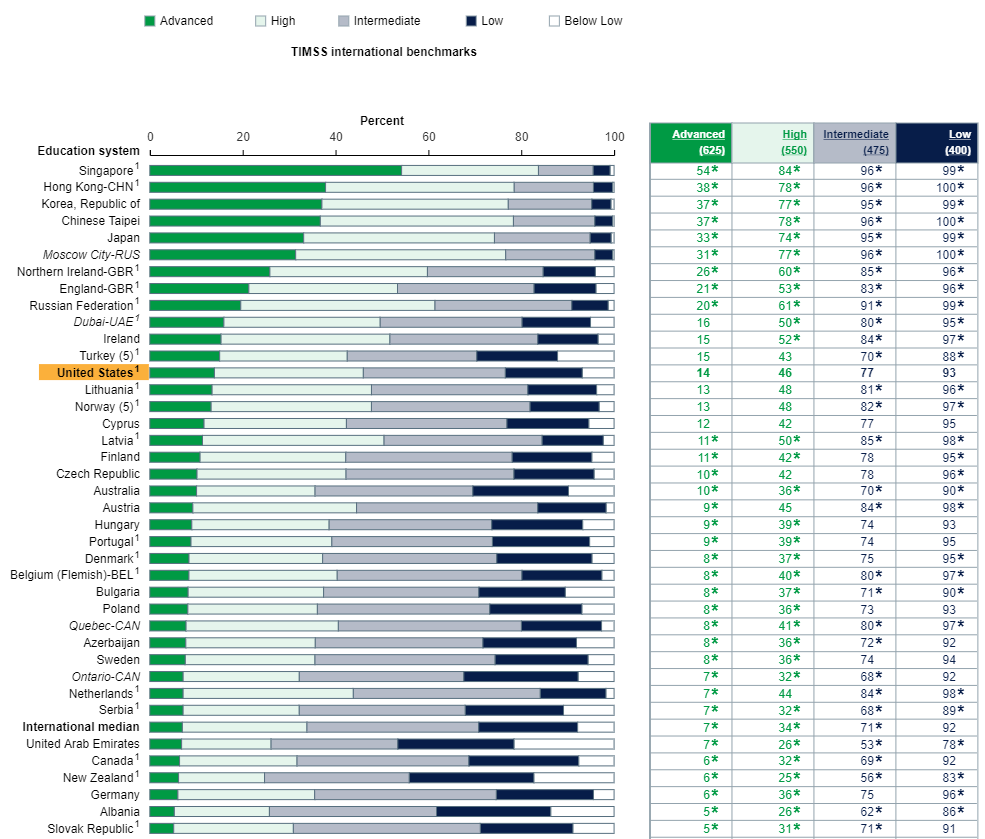 Advanced High Intermediate Low Below Low
TIMSS international benchmarks
Percent
0 20 40 60 80 100
Education system
Advanced (625) High (550) Intermediate (475) Low (400)
Singapore¹ 54* 84* 96* 99*
Hong Kong-CHN¹ 38* 78* 96* 100*
Korea, Republic of 37* 77* 95* 99*
Chinese Taipei 37* 78* 96* 100*
Japan 33* 74* 95* 99*
Moscow City-RUS 31* 77* 96* 100*
Northern Ireland-GBR¹ 26* 60* 85* 96*
England-GBR¹ 21* 53* 83* 96*
Russian Federation¹ 20* 61* 91* 99*
Dubai-UAE¹ 16 50* 80* 95*
Ireland 15 52* 84* 97*
Turkey (5)¹ 15 43 70* 88*
United States¹ 14 46 77 93
Lithuania¹ 13 48 81* 96*
Norway (5)¹ 13 48 82* 97*
Cyprus 12 42 77 95
Latvia¹ 11* 50* 85* 98*
Finland 11* 42* 78 95*
Czech Republic 10* 42 78 96*
Australia 10* 36* 70* 90*
Austria 9* 45 84* 98*
Hungary 9* 39* 74 93
Portugal¹ 9* 39* 74 95
Denmark¹ 8* 37* 75 95*
Belgium (Flemish)-BEL¹ 8* 40* 80* 97*
Bulgaria 8* 37* 71* 90*
Poland 8* 36* 73 93
Quebec-CAN 8* 41* 80* 97*
Azerbaijan 8* 36* 72* 92
Sweden 8* 36* 74 94
Ontario-CAN 7* 32* 68* 92
Netherlands¹ 7* 44 84* 98*
Serbia¹ 7* 32* 68* 89*
International median 7* 34* 71* 92
United Arab Emirates 7* 26* 53* 78*
Canada¹ 6* 32* 69* 92
New Zealand¹ 6* 25* 56* 83*
Germany 6* 36* 75 96*
Albania 5* 26* 62* 86*
Slovak Republic¹ 5* 31* 71* 91